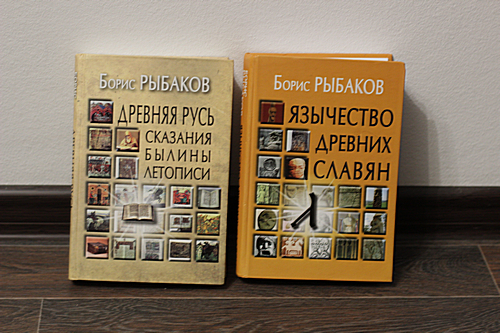 Борис РЫБАКОВ
ДРЕВНЯЯ РУСЬ
СКАЗАНИЯ
БЫЛИНЫ
ЛЕТОПИСИ
Борис РЫБАКОВ
ЯЗЫЧЕСТВО
ДРЕВНИХ
СЛАВЯН